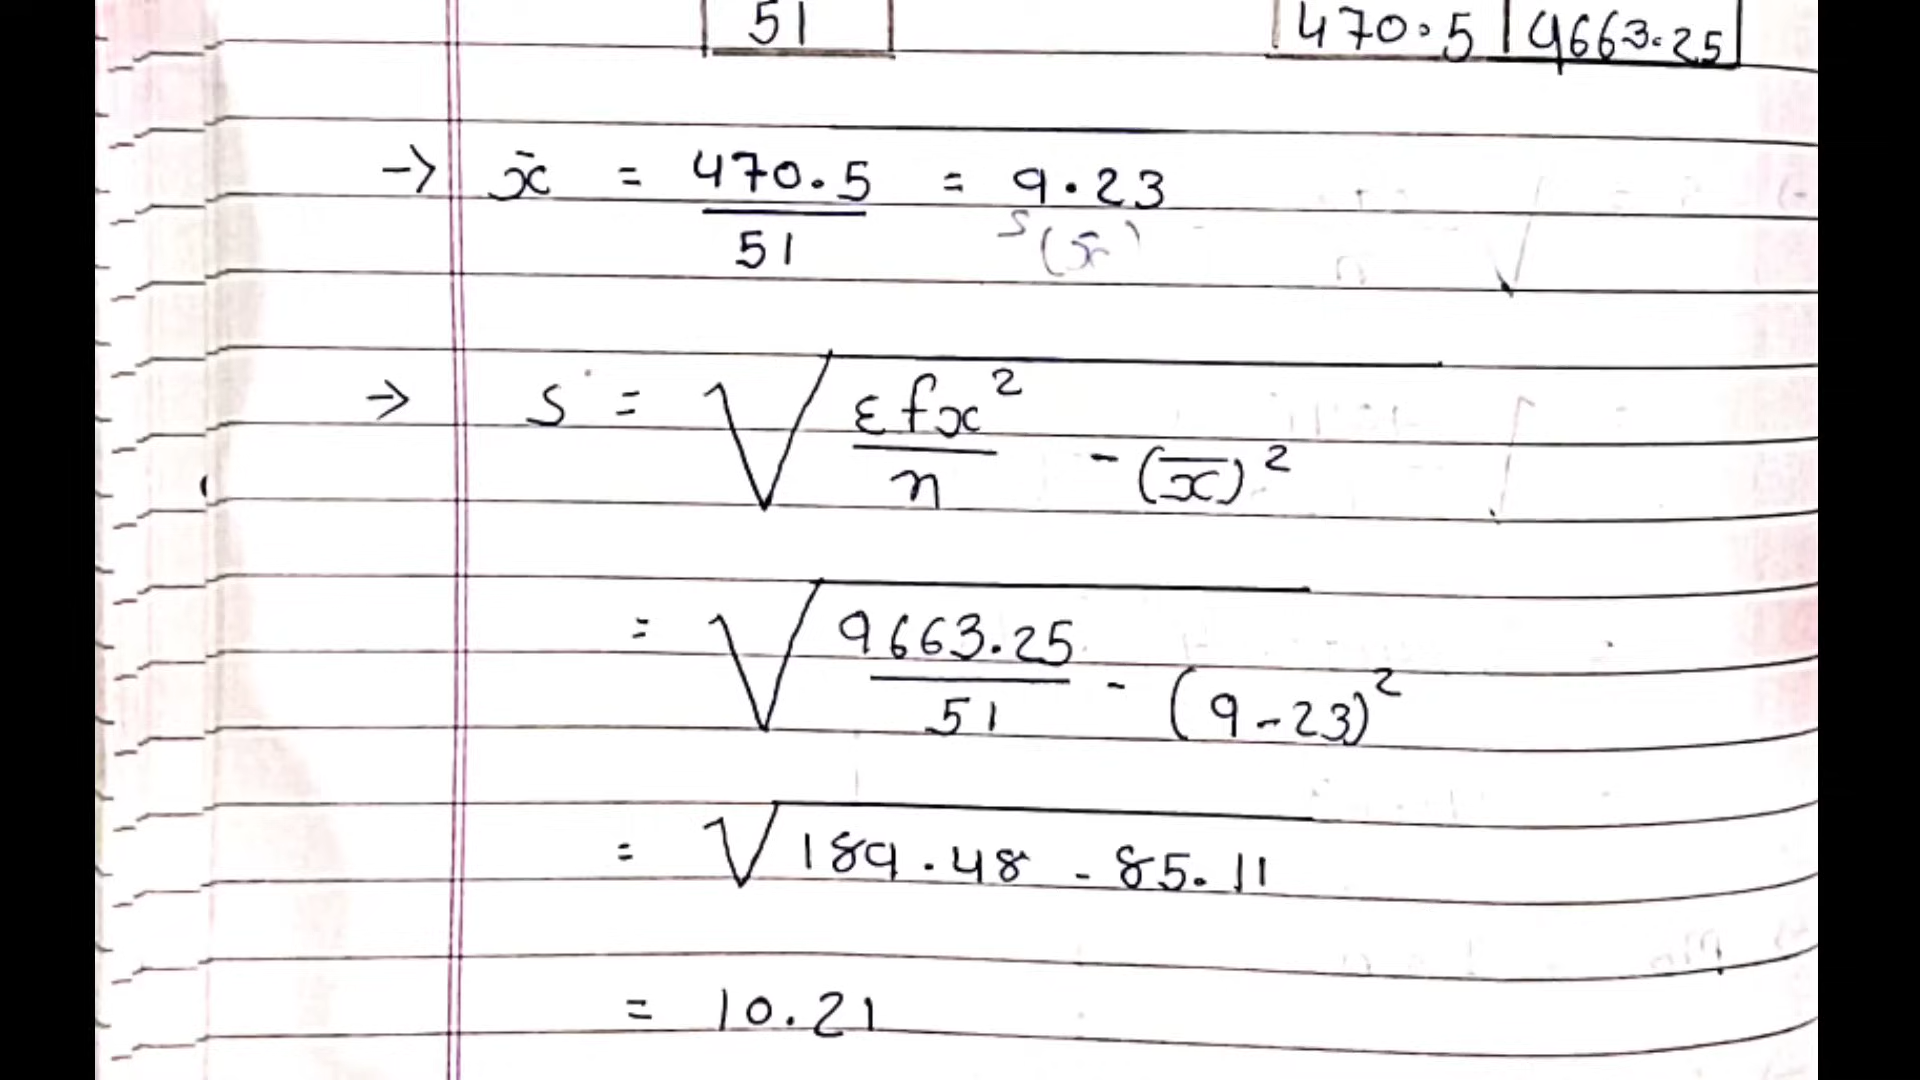 51 470.5 9663.25
→ x̄ = 470.5 / 51 = 9.23
s(x̄)
→ s = √ Σfx² / n - (x̄)²
= √ 9663.25 / 51 - (9-23)²
= √ 189.48 - 85.11
= 10.21